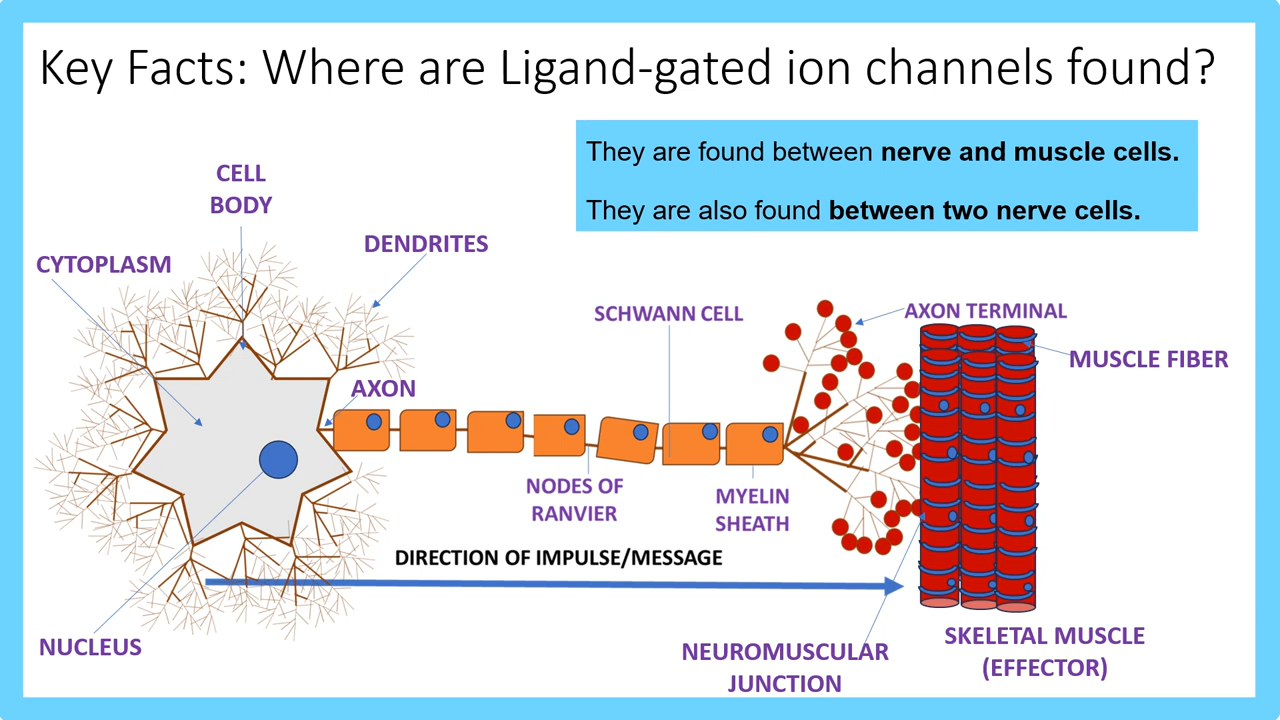 Key Facts: Where are Ligand-gated ion channels found?
They are found between nerve and muscle cells.
They are also found between two nerve cells.
CELL
BODY
CYTOPLASM
DENDRITES
SCHWANN CELL
AXON TERMINAL
MUSCLE FIBER
AXON
NODES OF
RANVIER
MYELIN
SHEATH
DIRECTION OF IMPULSE/MESSAGE
NUCLEUS
NEUROMUSCULAR
JUNCTION
SKELETAL MUSCLE
(EFFECTOR)